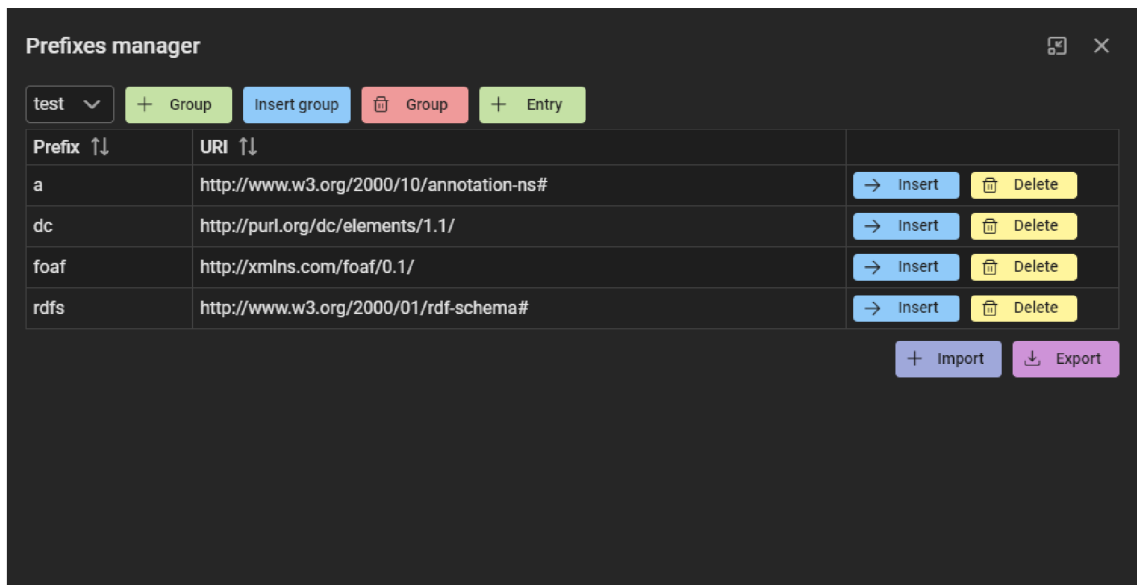 Prefixes manager
test Group Insert group Group Entry
Prefix URI
a http://www.w3.org/2000/10/annotation-ns# Insert Delete
dc http://purl.org/dc/elements/1.1/ Insert Delete
foaf http://xmlns.com/foaf/0.1/ Insert Delete
rdfs http://www.w3.org/2000/01/rdf-schema# Insert Delete
Import Export